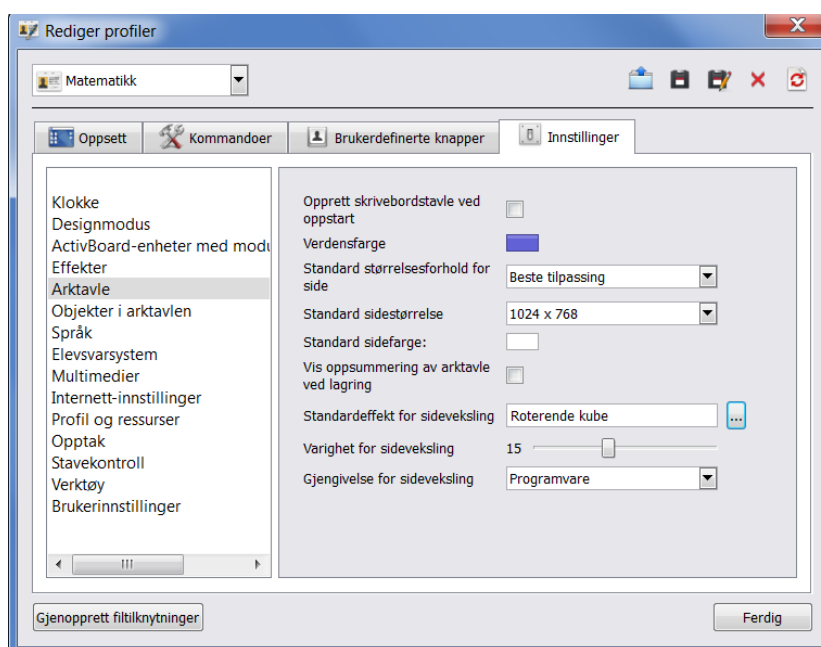 Rediger profiler
Matematikk
Oppsett
Kommandoer
Brukerdefinerte knapper
Innstillinger
Klokke
Designmodus
ActivBoard-enheter med modu
Effekter
Arktavle
Objekter i arktavlen
Språk
Elevsvarsystem
Multimedier
Internett-innstillinger
Profil og ressurser
Opptak
Stavekontroll
Verktøy
Brukerinnstillinger
Opprett skrivebordstavle ved
oppstart
Verdensfarge
Standard størrelsesforhold for
side
Beste tilpassing
Standard sidestørrelse
1024 x 768
Standard sidefarge:
Vis oppsummering av arktavle
ved lagring
Standardeffekt for sideveksling
Roterende kube
...
Varighet for sideveksling
15
Gjengivelse for sideveksling
Programvare
Gjenopprett filtilknytninger
Ferdig